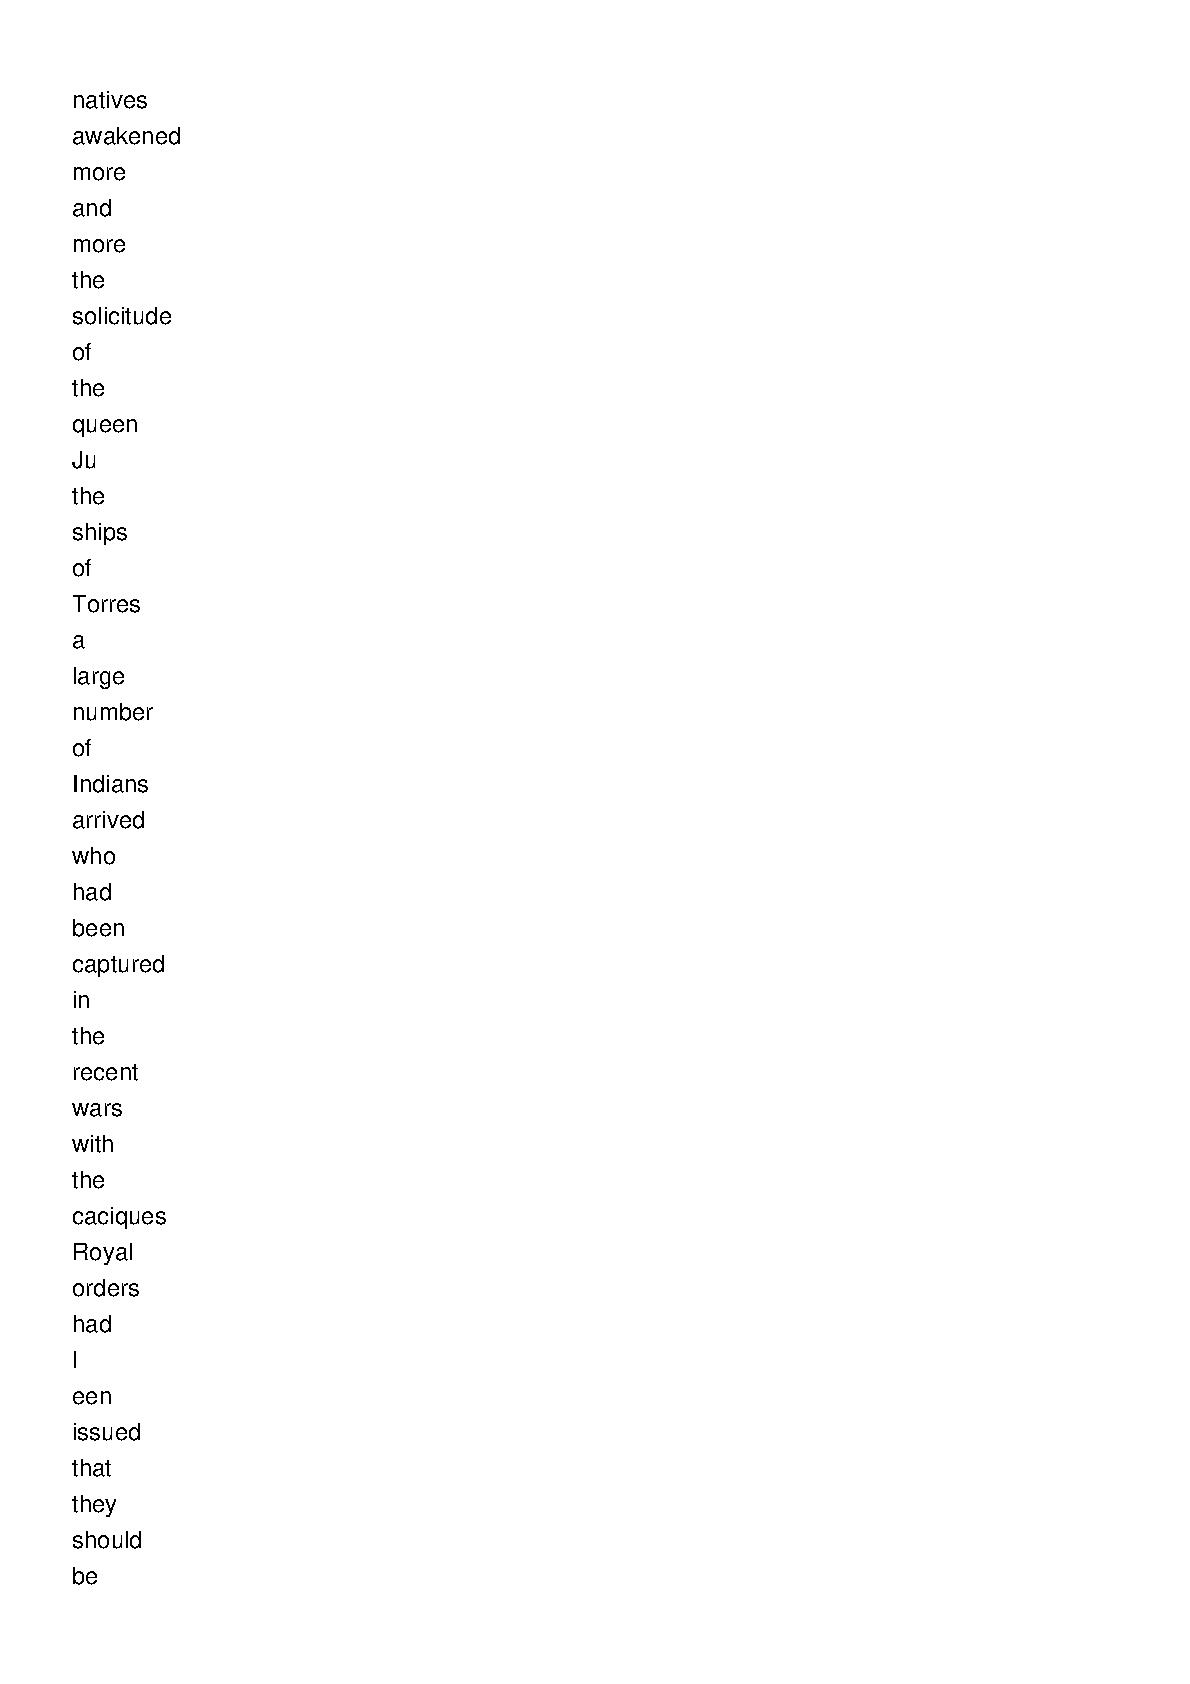 natives
awakened
more
and
more
the
solicitude
of
the
queen
Ju
the
ships
of
Torres
a
large
number
of
Indians
arrived
who
had
been
captured
in
the
recent
wars
with
the
caciques
Royal
orders
had
l
een
issued
that
they
should
be